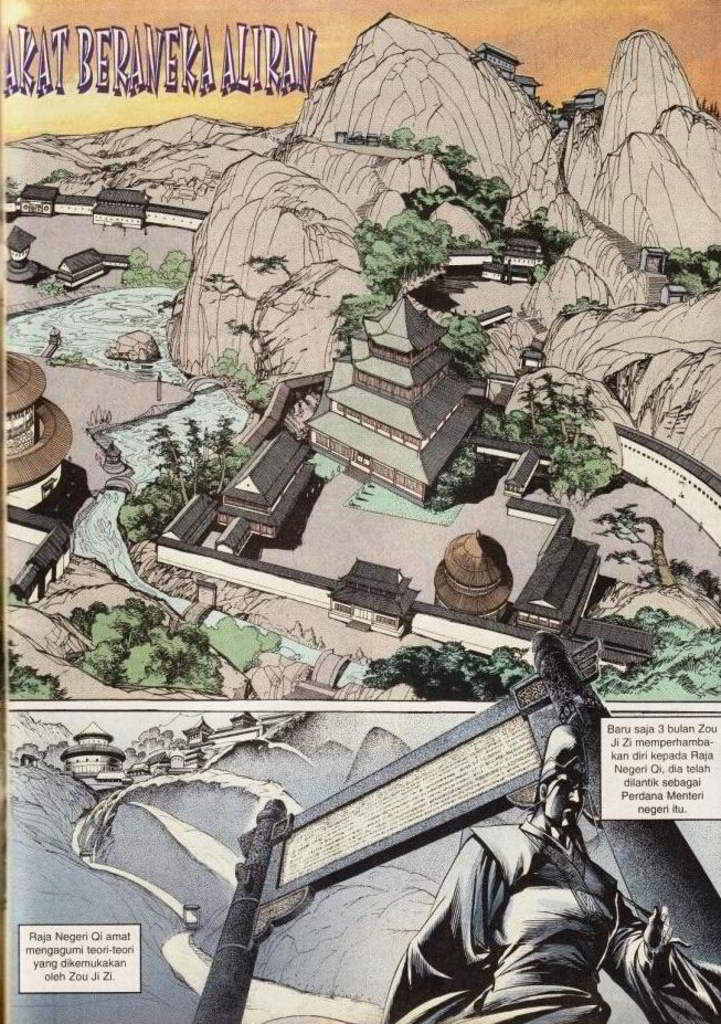 AKAT BERANEKA ALIRAN
Baru saja 3 bulan Zou
Ji Zi memperhamba-
kan diri kepada Raja
Negeri Qi, dia telah
dilantik sebagai
Perdana Menteri
negeri itu.
Raja Negeri Qi amat
mengagumi teori-teori
yang dikemukakan
oleh Zou Ji Zi.